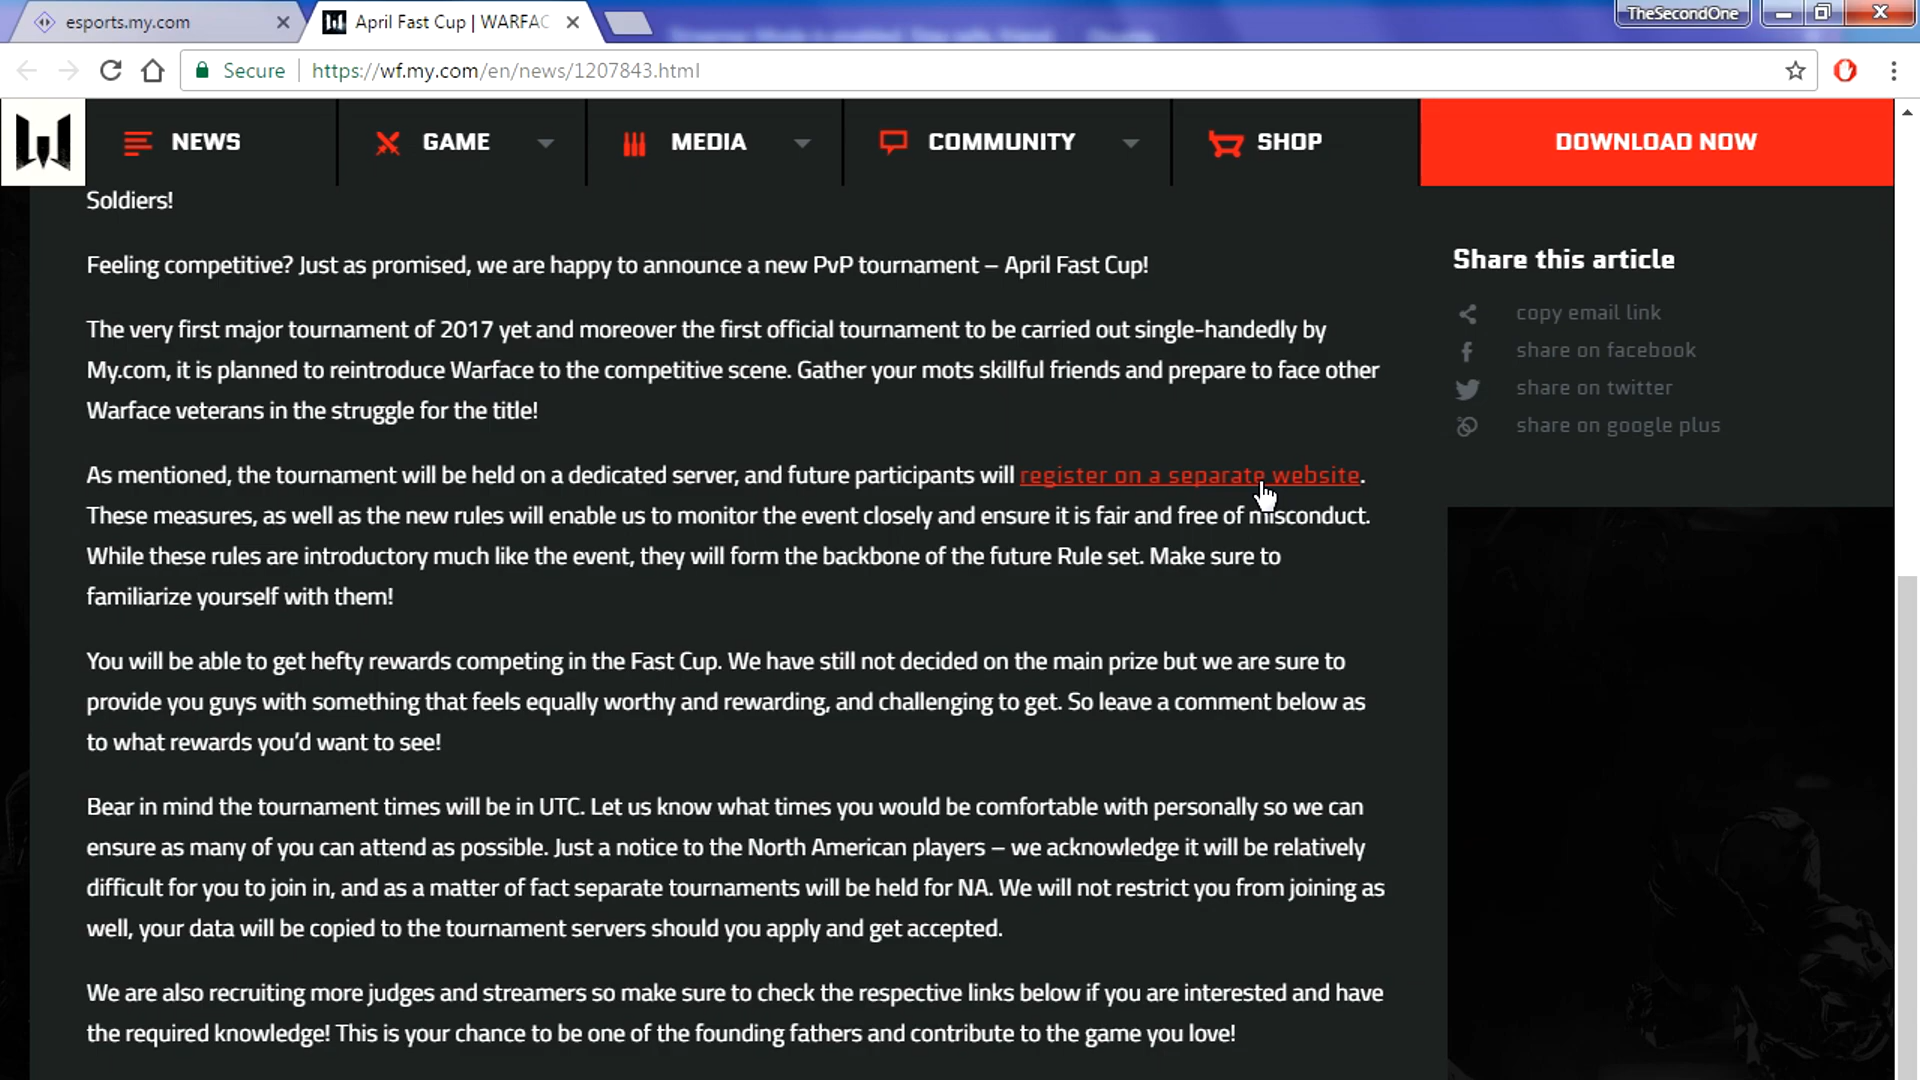 esports.my.com
April Fast Cup | WARFAC
TheSecondOne
Secure
https://wf.my.com/en/news/1207843.html
NEWS
GAME
MEDIA
COMMUNITY
SHOP
DOWNLOAD NOW
Soldiers!
Feeling competitive? Just as promised, we are happy to announce a new PvP tournament – April Fast Cup!
The very first major tournament of 2017 yet and moreover the first official tournament to be carried out single-handedly by
My.com, it is planned to reintroduce Warface to the competitive scene. Gather your mots skillful friends and prepare to face other
Warface veterans in the struggle for the title!
As mentioned, the tournament will be held on a dedicated server, and future participants will register on a separate website.
These measures, as well as the new rules will enable us to monitor the event closely and ensure it is fair and free of misconduct.
While these rules are introductory much like the event, they will form the backbone of the future Rule set. Make sure to
familiarize yourself with them!
You will be able to get hefty rewards competing in the Fast Cup. We have still not decided on the main prize but we are sure to
provide you guys with something that feels equally worthy and rewarding, and challenging to get. So leave a comment below as
to what rewards you'd want to see!
Bear in mind the tournament times will be in UTC. Let us know what times you would be comfortable with personally so we can
ensure as many of you can attend as possible. Just a notice to the North American players – we acknowledge it will be relatively
difficult for you to join in, and as a matter of fact separate tournaments will be held for NA. We will not restrict you from joining as
well, your data will be copied to the tournament servers should you apply and get accepted.
We are also recruiting more judges and streamers so make sure to check the respective links below if you are interested and have
the required knowledge! This is your chance to be one of the founding fathers and contribute to the game you love!
Share this article
copy email link
share on facebook
share on twitter
share on google plus